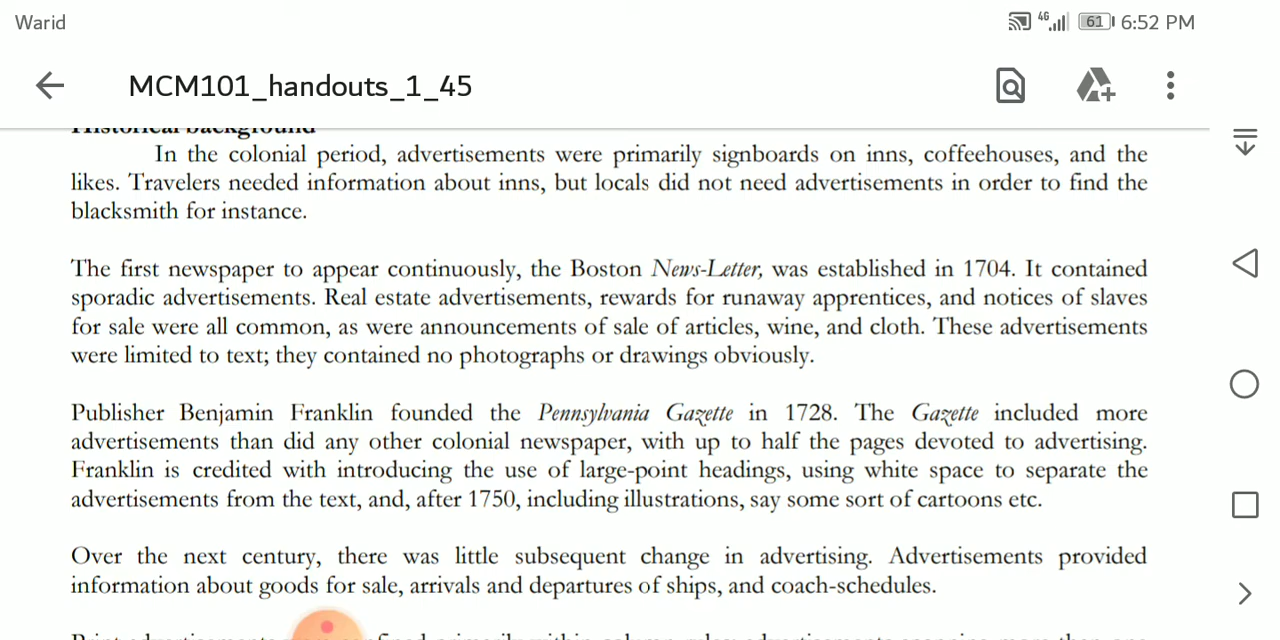 Warid
4G 61 6:52 PM
MCM101_handouts_1_45
Historical background
In the colonial period, advertisements were primarily signboards on inns, coffeehouses, and the
likes. Travelers needed information about inns, but locals did not need advertisements in order to find the
blacksmith for instance.
The first newspaper to appear continuously, the Boston News-Letter, was established in 1704. It contained
sporadic advertisements. Real estate advertisements, rewards for runaway apprentices, and notices of slaves
for sale were all common, as were announcements of sale of articles, wine, and cloth. These advertisements
were limited to text; they contained no photographs or drawings obviously.
Publisher Benjamin Franklin founded the Pennsylvania Gazette in 1728. The Gazette included more
advertisements than did any other colonial newspaper, with up to half the pages devoted to advertising.
Franklin is credited with introducing the use of large-point headings, using white space to separate the
advertisements from the text, and, after 1750, including illustrations, say some sort of cartoons etc.
Over the next century, there was little subsequent change in advertising. Advertisements provided
information about goods for sale, arrivals and departures of ships, and coach-schedules.